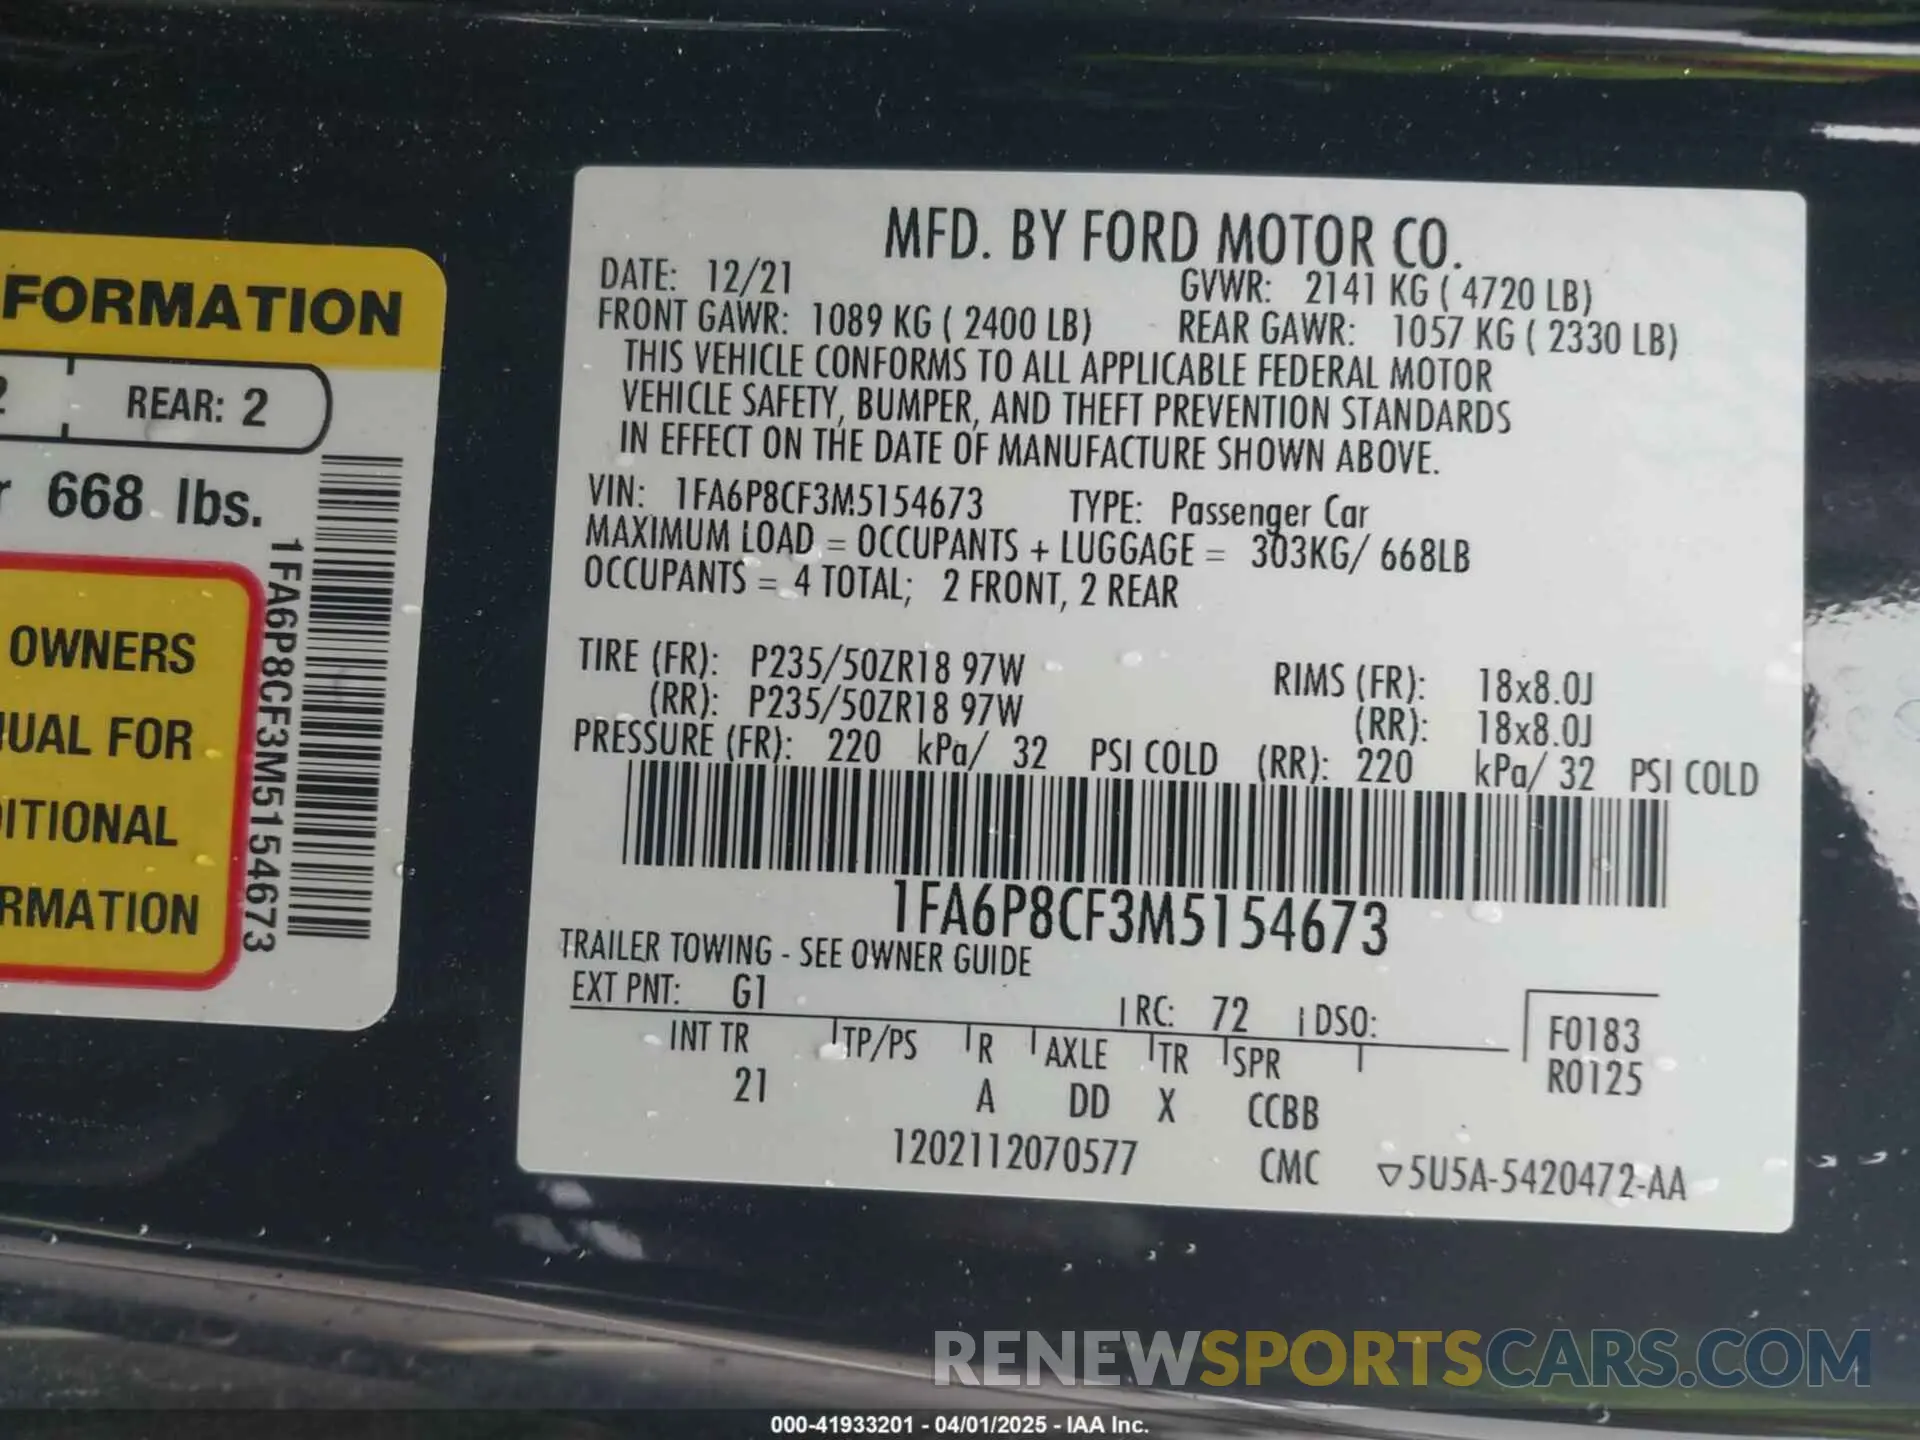 FORMATION
REAR: 2
668 lbs.
OWNERS
FOR
1FA6P8CF3M5154673
MFD. BY FORD MOTOR CO.
DATE: 12/21 GVWR: 2141 KG ( 4720 LB)
FRONT GAWR: 1089 KG ( 2400 LB) REAR GAWR: 1057 KG ( 2330 LB)
THIS VEHICLE CONFORMS TO ALL APPLICABLE FEDERAL MOTOR
VEHICLE SAFETY, BUMPER, AND THEFT PREVENTION STANDARDS
IN EFFECT ON THE DATE OF MANUFACTURE SHOWN ABOVE.
VIN: 1FA6P8CF3M5154673 TYPE: Passenger Car
MAXIMUM LOAD = OCCUPANTS + LUGGAGE = 303KG/ 668LB
OCCUPANTS = 4 TOTAL; 2 FRONT, 2 REAR
TIRE (FR): P235/50ZR18 97W RIMS (FR): 18x8.0J
(RR): P235/50ZR18 97W (RR): 18x8.0J
PRESSURE (FR): 220 kPa/ 32 PSI COLD (RR): 220 kPa/ 32 PSI COLD
1FA6P8CF3M5154673
TRAILER TOWING - SEE OWNER GUIDE
EXT PNT: G1 RC: 72 DSO:
INT TR TP/PS R AXLE TR SPR
21 A DD X CCBB
F0183
R0125
1202112070577 CMC ▽5U5A-5420472-AA
RENEWSPORTSCARS.COM
000-41933201 - 04/01/2025 - IAA Inc.